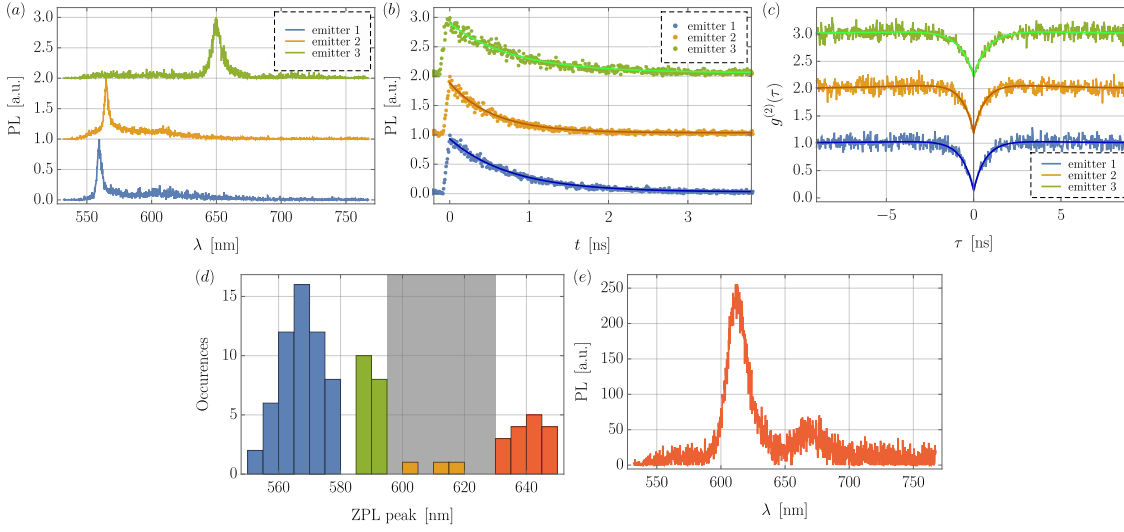 (a)
3.0
2.5
2.0
1.5
1.0
0.5
0.0
PL [a.u.]
550
600
650
700
750
λ [nm]
emitter 1
emitter 2
emitter 3
(b)
3.0
2.5
2.0
1.5
1.0
0.5
0.0
PL [a.u.]
0
1
2
3
t [ns]
emitter 1
emitter 2
emitter 3
(c)
3.0
2.5
2.0
1.5
1.0
0.5
0.0
g⁽²⁾(τ)
−5
0
5
τ [ns]
emitter 1
emitter 2
emitter 3
(d)
15
10
5
0
Occurences
560
580
600
620
640
ZPL peak [nm]
(e)
250
200
150
100
50
0
PL [a.u.]
550
600
650
700
750
λ [nm]